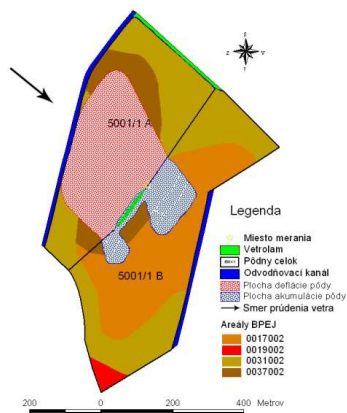 S
Z V
J
5001/1 A
5001/1 B
Legenda
Miesto merania
Vetrolam
Pôdny celok
Odvodňovací kanál
Plocha deflácie pôdy
Plocha akumulácie pôdy
Smer prúdenia vetra
Areály BPEJ
0017002
0019002
0031002
0037002
200 0 200 400 Metrov